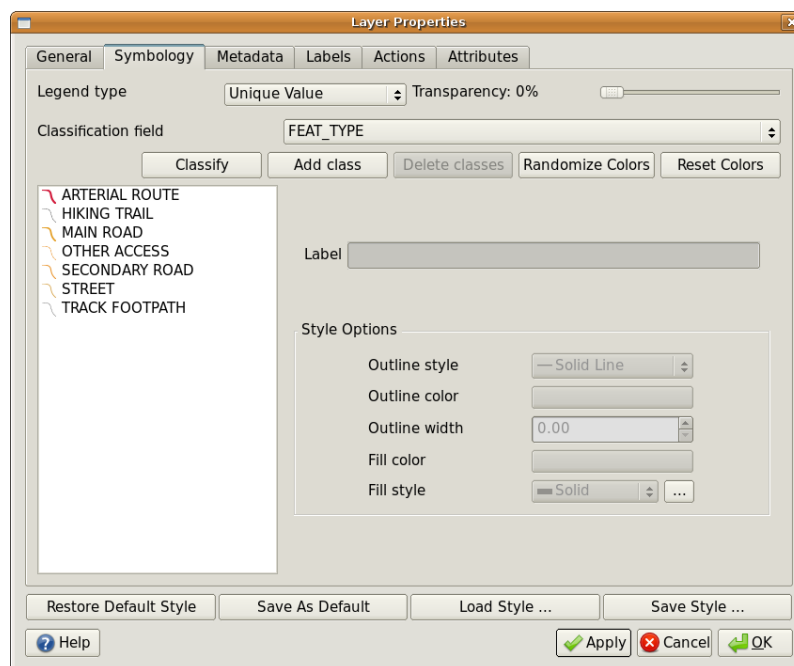 Layer Properties
General Symbology Metadata Labels Actions Attributes
Legend type Unique Value Transparency: 0%
Classification field FEAT_TYPE
Classify Add class Delete classes Randomize Colors Reset Colors
ARTERIAL ROUTE
HIKING TRAIL
MAIN ROAD
OTHER ACCESS
SECONDARY ROAD
STREET
TRACK FOOTPATH
Label
Style Options
Outline style Solid Line
Outline color
Outline width 0.00
Fill color
Fill style Solid ...
Restore Default Style Save As Default Load Style ... Save Style ...
Help Apply Cancel OK